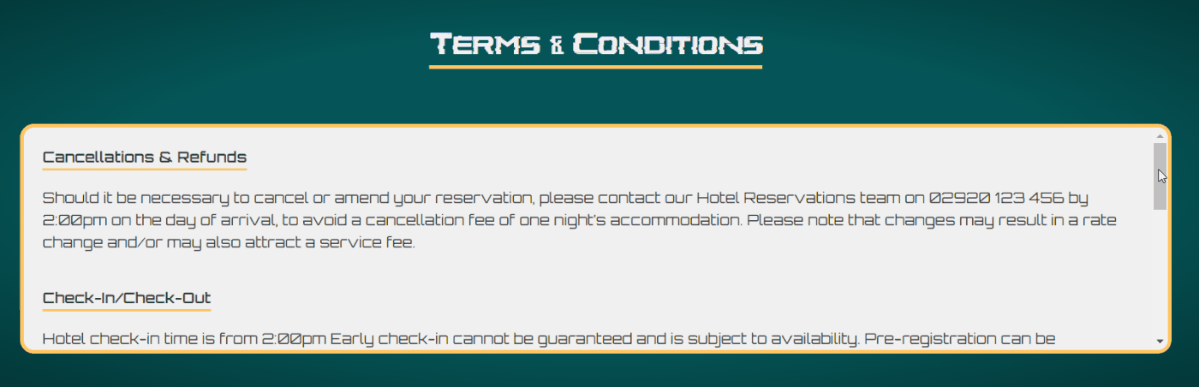 Terms & Conditions
Cancellations & Refunds
Should it be necessary to cancel or amend your reservation, please contact our Hotel Reservations team on 02920 123 456 by
2:00pm on the day of arrival, to avoid a cancellation fee of one night's accommodation. Please note that changes may result in a rate
change and/or may also attract a service fee.
Check-In/Check-Out
Hotel check-in time is from 2:00pm Early check-in cannot be guaranteed and is subject to availability. Pre-registration can be